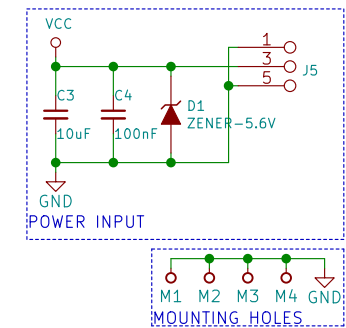 VCC
1
3
J5
5
C3
C4
D1
10uF
100nF
ZENER-5.6V
GND
POWER INPUT
M1
M2
M3
M4
GND
MOUNTING HOLES